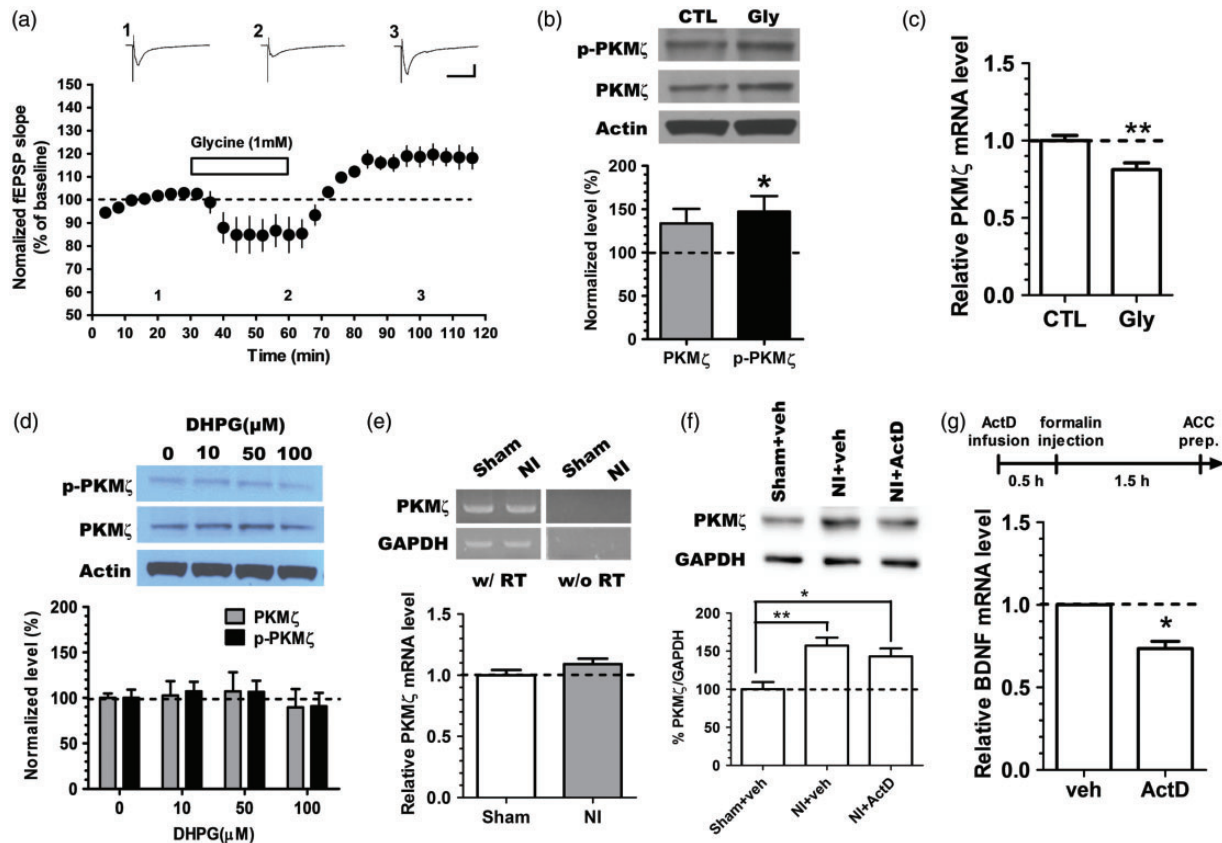 (a)
1 2 3
Nomalized fEPSP slope
(% of baseline)
150
140
130
120
110
100
90
80
70
60
50
Glycine (1mM)
1 2 3
0 10 20 30 40 50 60 70 80 90 100 110 120
Time (min)
(b)
CTL Gly
p-PKMζ
PKMζ
Actin
Normalized level (%)
200
150
100
50
0
*
PKMζ p-PKMζ
(c)
Relative PKMζ mRNA level
1.5
1.0
0.5
0.0
**
CTL Gly
(d)
DHPG(μM)
0 10 50 100
p-PKMζ
PKMζ
Actin
Normalized level (%)
200
150
100
50
0
PKMζ
p-PKMζ
0 10 50 100
DHPG(μM)
(e)
Sham NI Sham NI
PKMζ
GAPDH
w/ RT w/o RT
Relative PKMζ mRNA level
1.5
1.0
0.5
0.0
Sham NI
(f)
Sham+veh NI+veh NI+ActD
PKMζ
GAPDH
% PKMζ/GAPDH
200
150
100
50
0
*
**
Sham+veh NI+veh NI+ActD
(g)
ActD formalin ACC
infusion injection prep.
0.5 h 1.5 h
Relative BDNF mRNA level
1.5
1.0
0.5
0.0
*
veh ActD